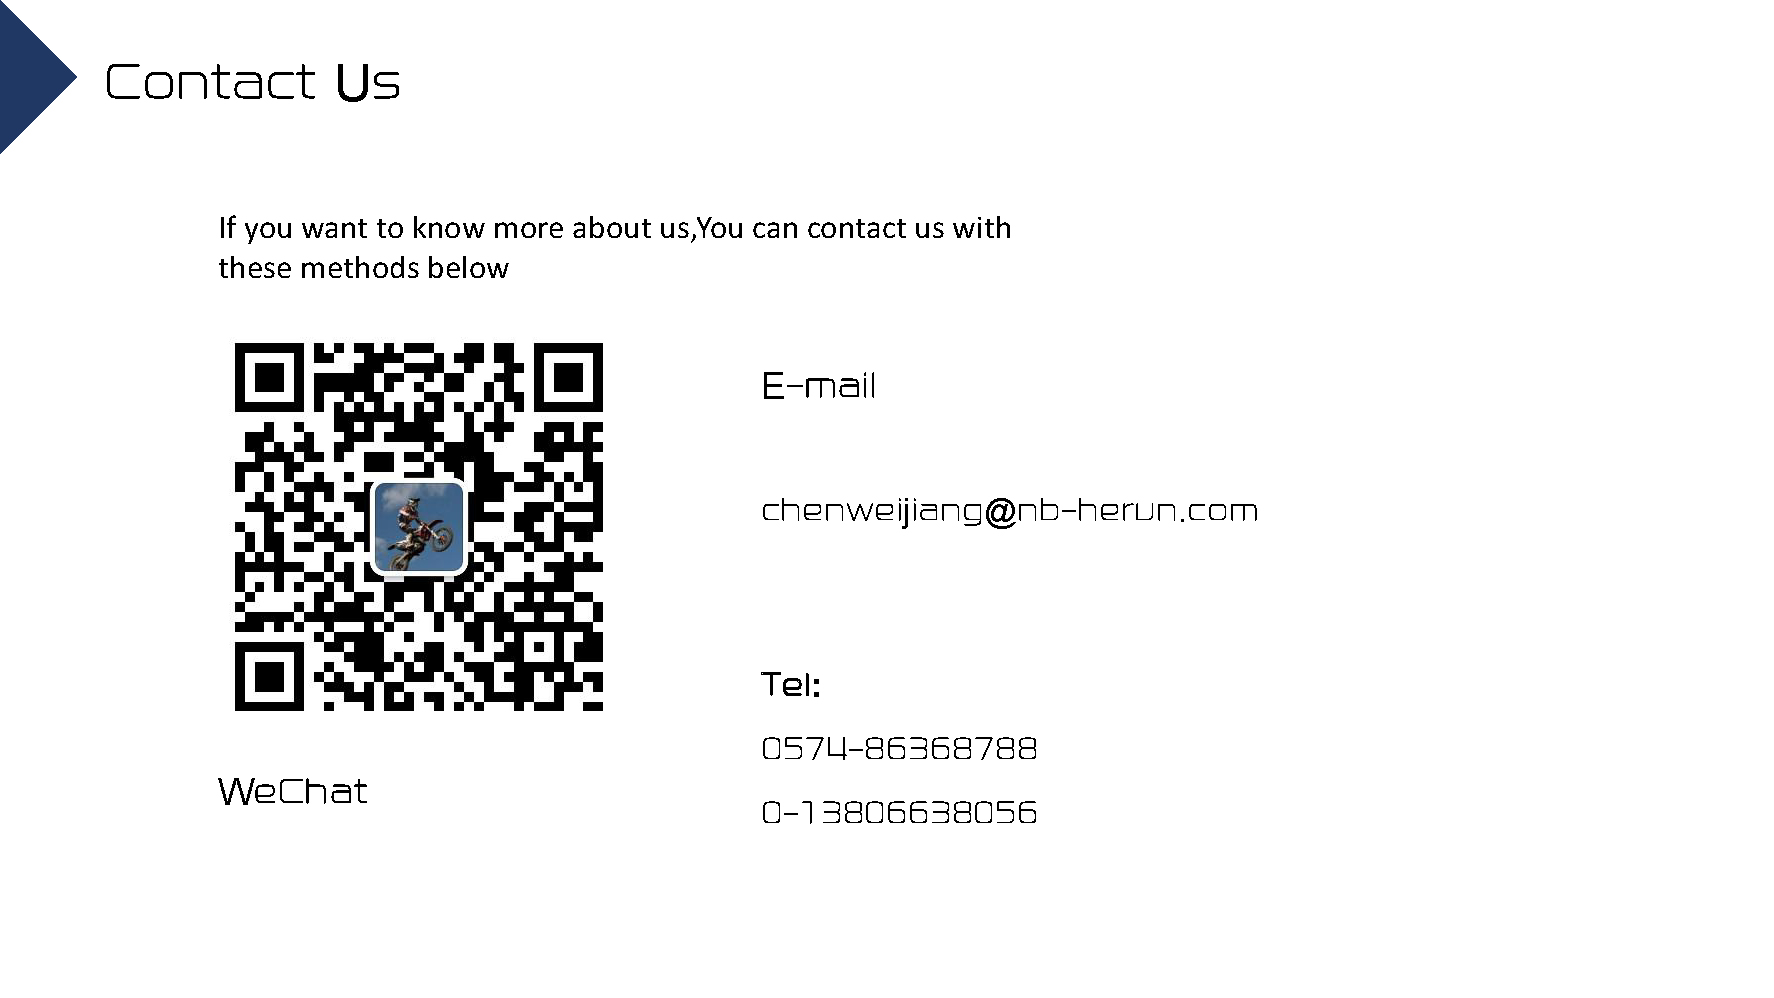 Contact Us
If you want to know more about us,You can contact us with
these methods below
E-mail
chenweijiang@nb-herun.com
Tel:
0574-86368788
0-13806638056
WeChat